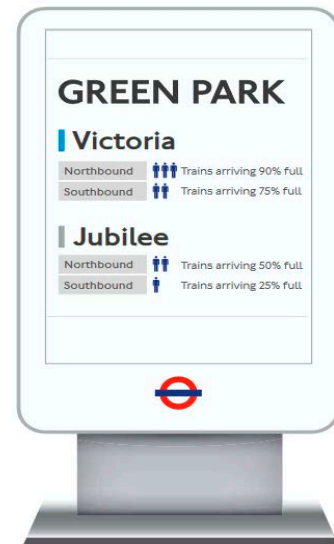 GREEN PARK
Victoria
Northbound Trains arriving 90% full
Southbound Trains arriving 75% full
Jubilee
Northbound Trains arriving 50% full
Southbound Trains arriving 25% full